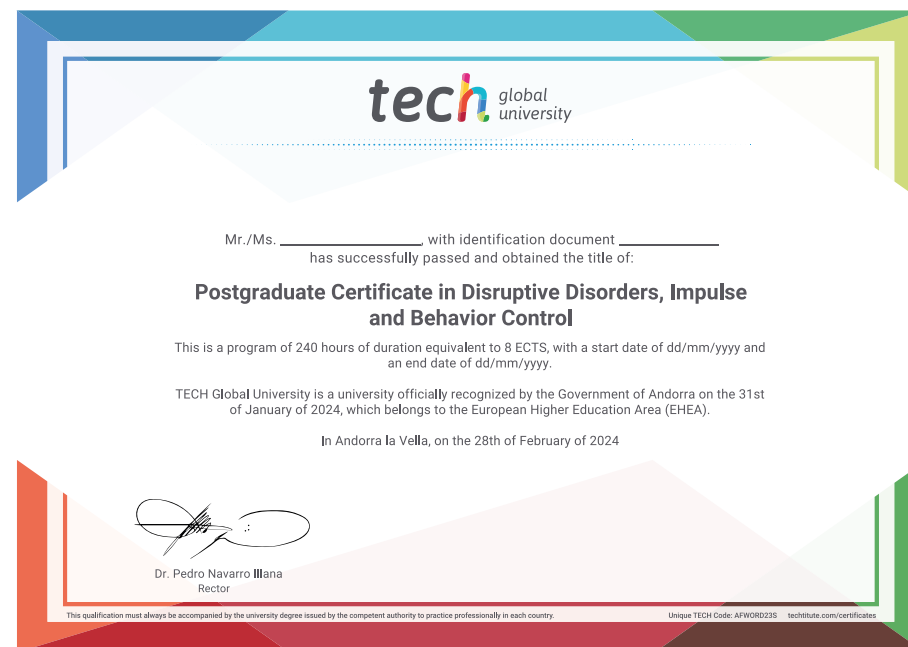 tech global
university
Mr./Ms. ____________________, with identification document ______________
has successfully passed and obtained the title of:
Postgraduate Certificate in Disruptive Disorders, Impulse
and Behavior Control
This is a program of 240 hours of duration equivalent to 8 ECTS, with a start date of dd/mm/yyyy and
an end date of dd/mm/yyyy.
TECH Global University is a university officially recognized by the Government of Andorra on the 31st
of January of 2024, which belongs to the European Higher Education Area (EHEA).
In Andorra la Vella, on the 28th of February of 2024
Dr. Pedro Navarro Illana
Rector
This qualification must always be accompanied by the university degree issued by the competent authority to practice professionally in each country. Unique TECH Code: AFWORD23S techtitute.com/certificates